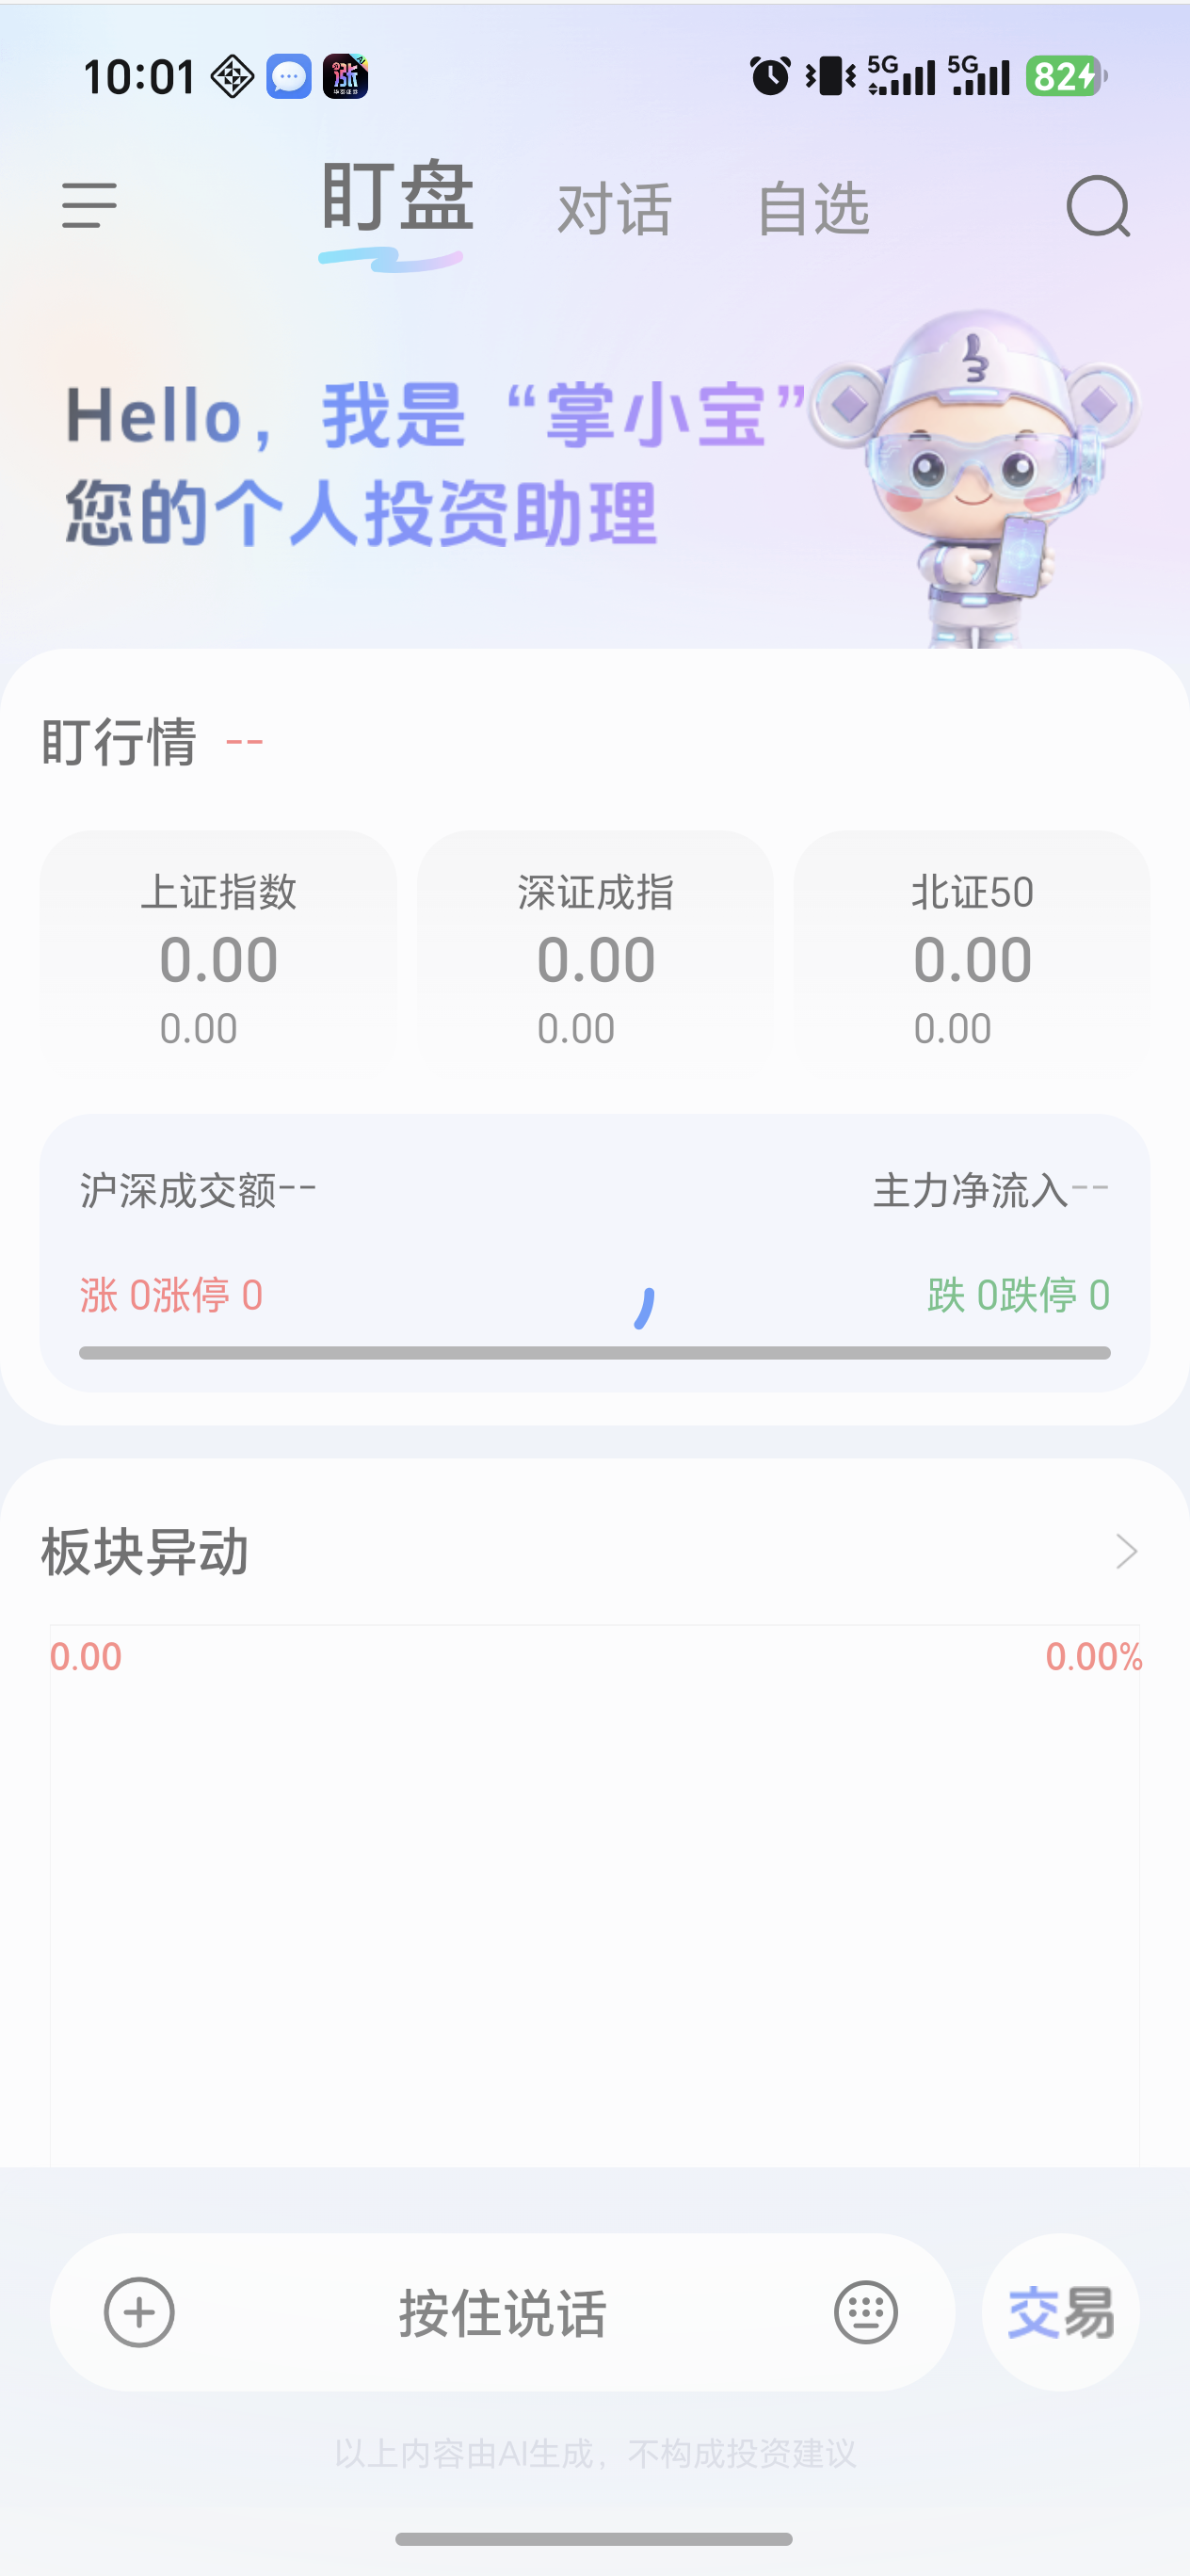 10:01 5G 5G 82
盯盘 对话 自选
Hello，我是“掌小宝”
您的个人投资助理
盯行情 --
上证指数 深证成指 北证50
0.00 0.00 0.00
0.00 0.00 0.00
沪深成交额-- 主力净流入--
涨 0涨停 0 跌 0跌停 0
板块异动
0.00 0.00%
按住说话 交易
以上内容由AI生成，不构成投资建议